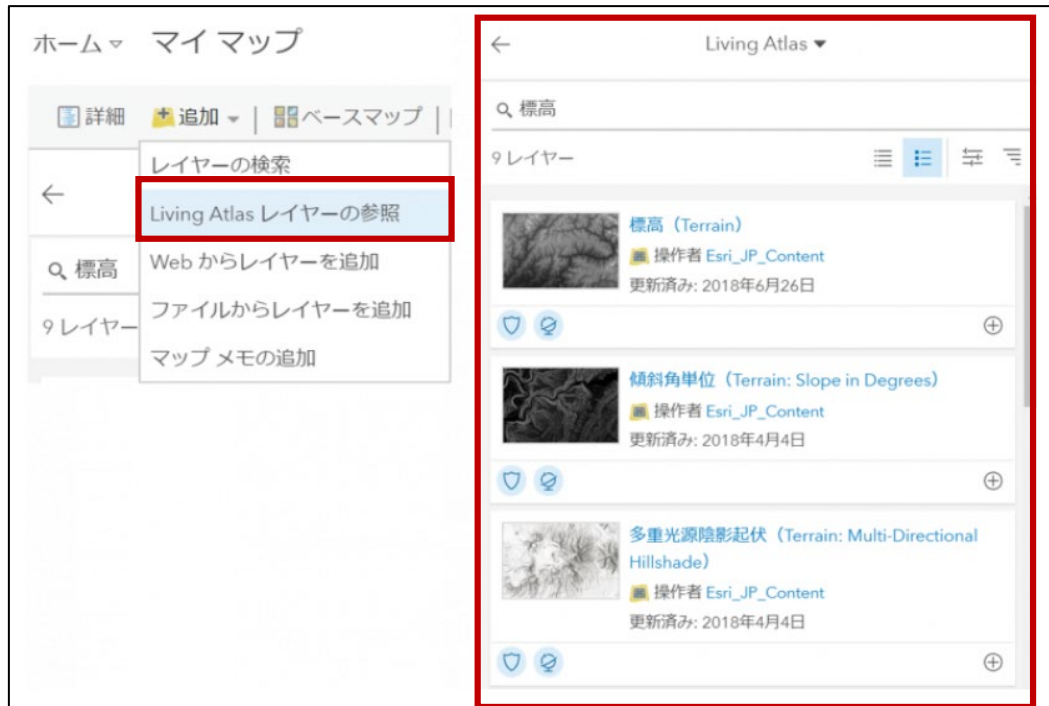 ホーム マイ マップ
詳細 追加 ベースマップ
レイヤーの検索
Living Atlas レイヤーの参照
Web からレイヤーを追加
ファイルからレイヤーを追加
マップ メモの追加
標高
9 レイヤー
Living Atlas
標高
9 レイヤー
標高（Terrain）
操作者 Esri_JP_Content
更新済み: 2018年6月26日
傾斜角単位（Terrain: Slope in Degrees）
操作者 Esri_JP_Content
更新済み: 2018年4月4日
多重光源陰影起伏（Terrain: Multi-Directional
Hillshade）
操作者 Esri_JP_Content
更新済み: 2018年4月4日